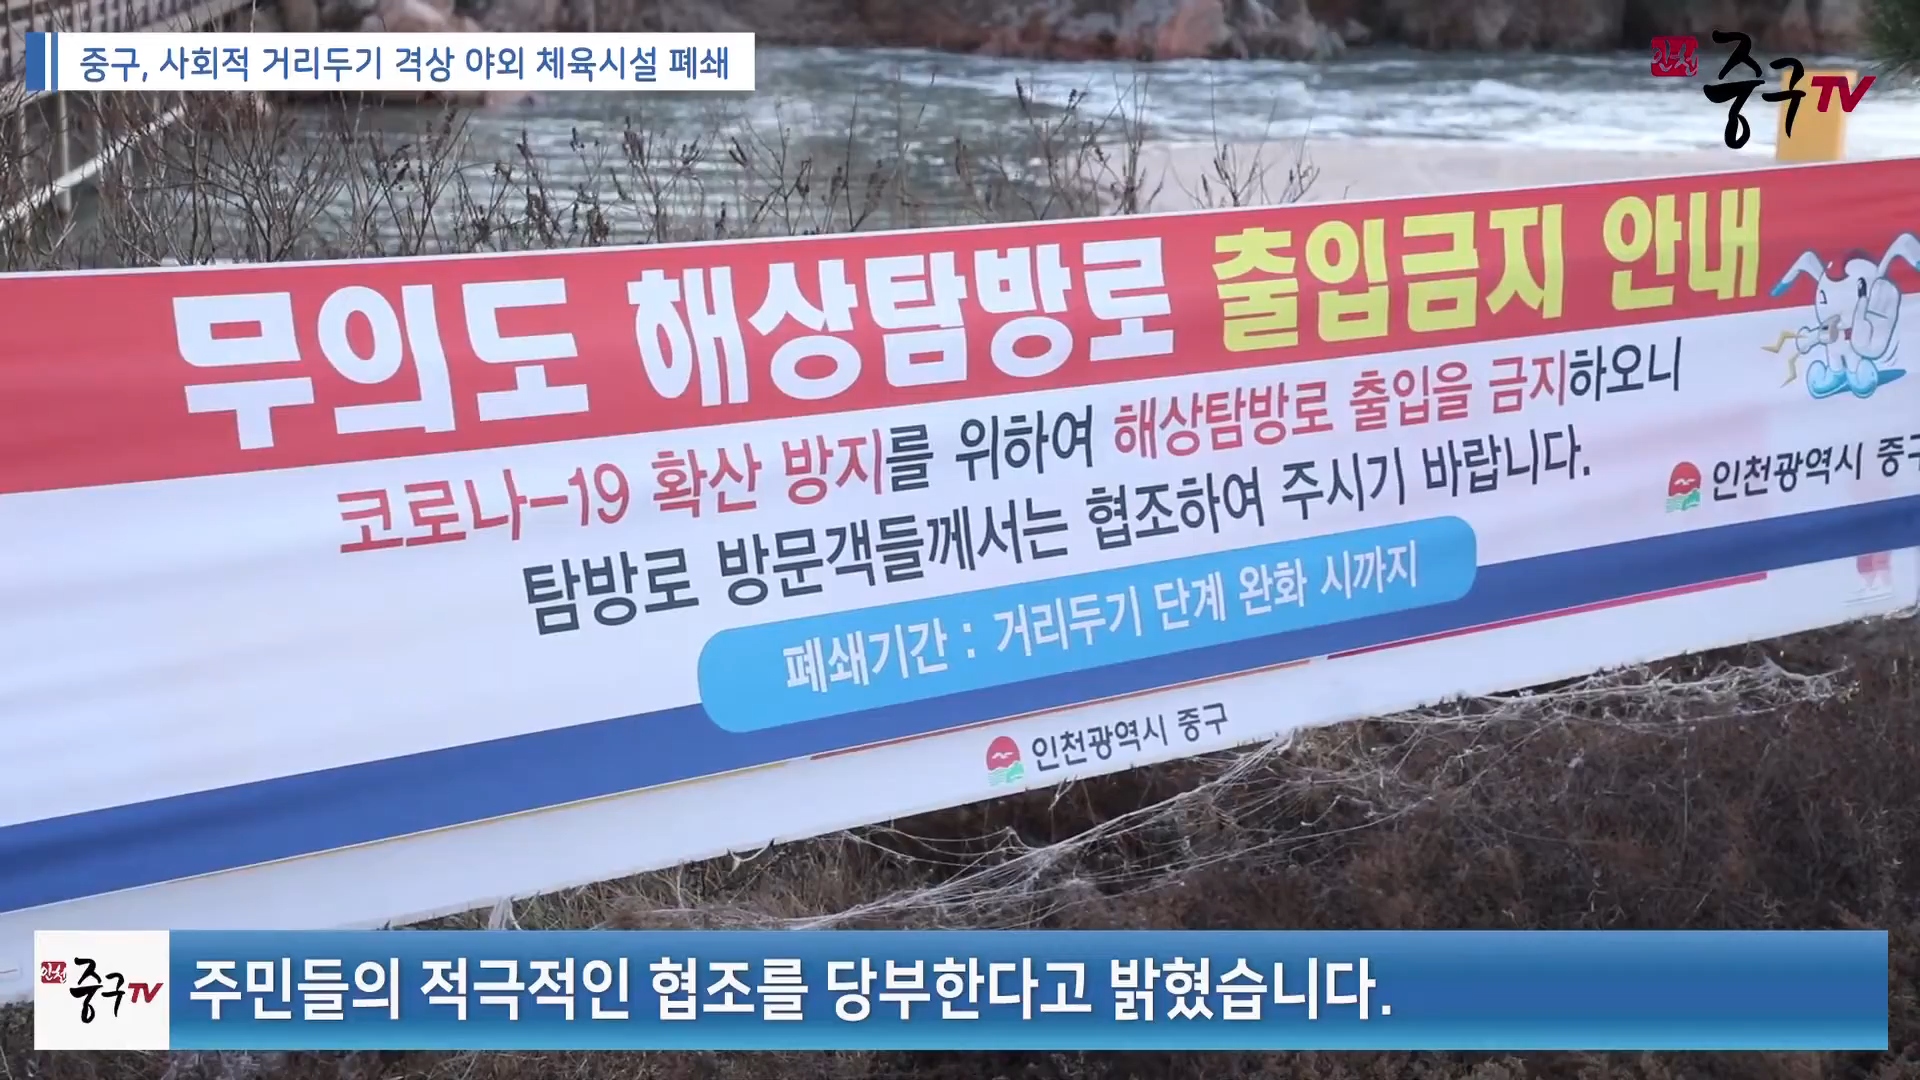 중구, 사회적 거리두기 격상 야외 체육시설 폐쇄
인천 중구TV
무의도 해상탐방로 출입금지 안내
코로나-19 확산 방지를 위하여 해상탐방로 출입을 금지하오니
탐방로 방문객들께서는 협조하여 주시기 바랍니다.
인천광역시 중구
폐쇄기간 : 거리두기 단계 완화 시까지
인천광역시 중구
인천 중구TV
주민들의 적극적인 협조를 당부한다고 밝혔습니다.